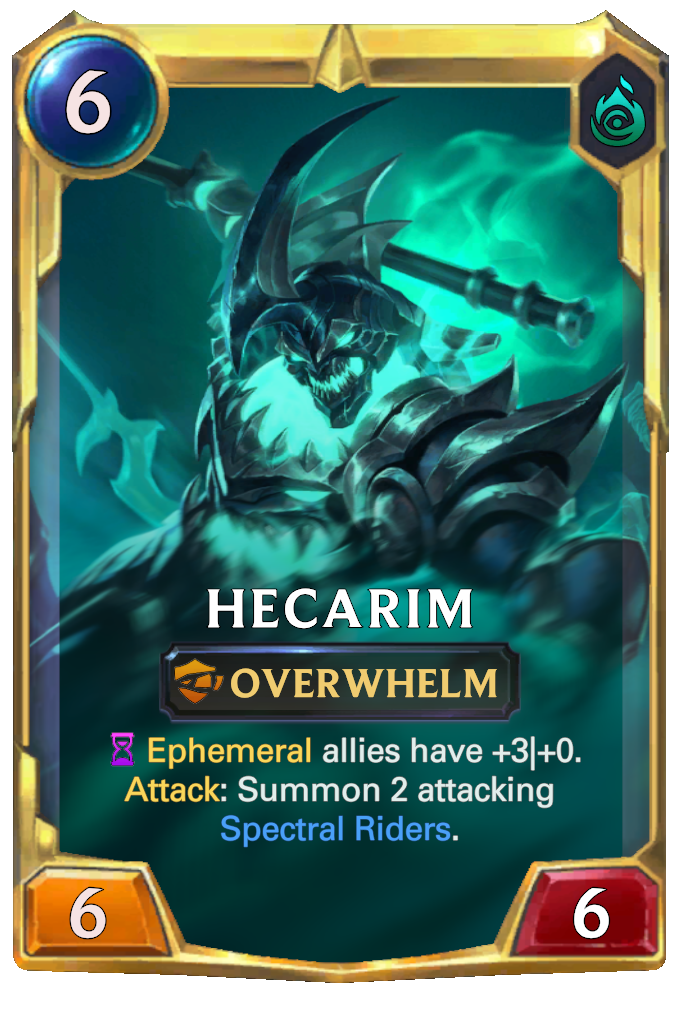 6
HECARIM
OVERWHELM
Ephemeral allies have +3|+0.
Attack: Summon 2 attacking
Spectral Riders.
6
6